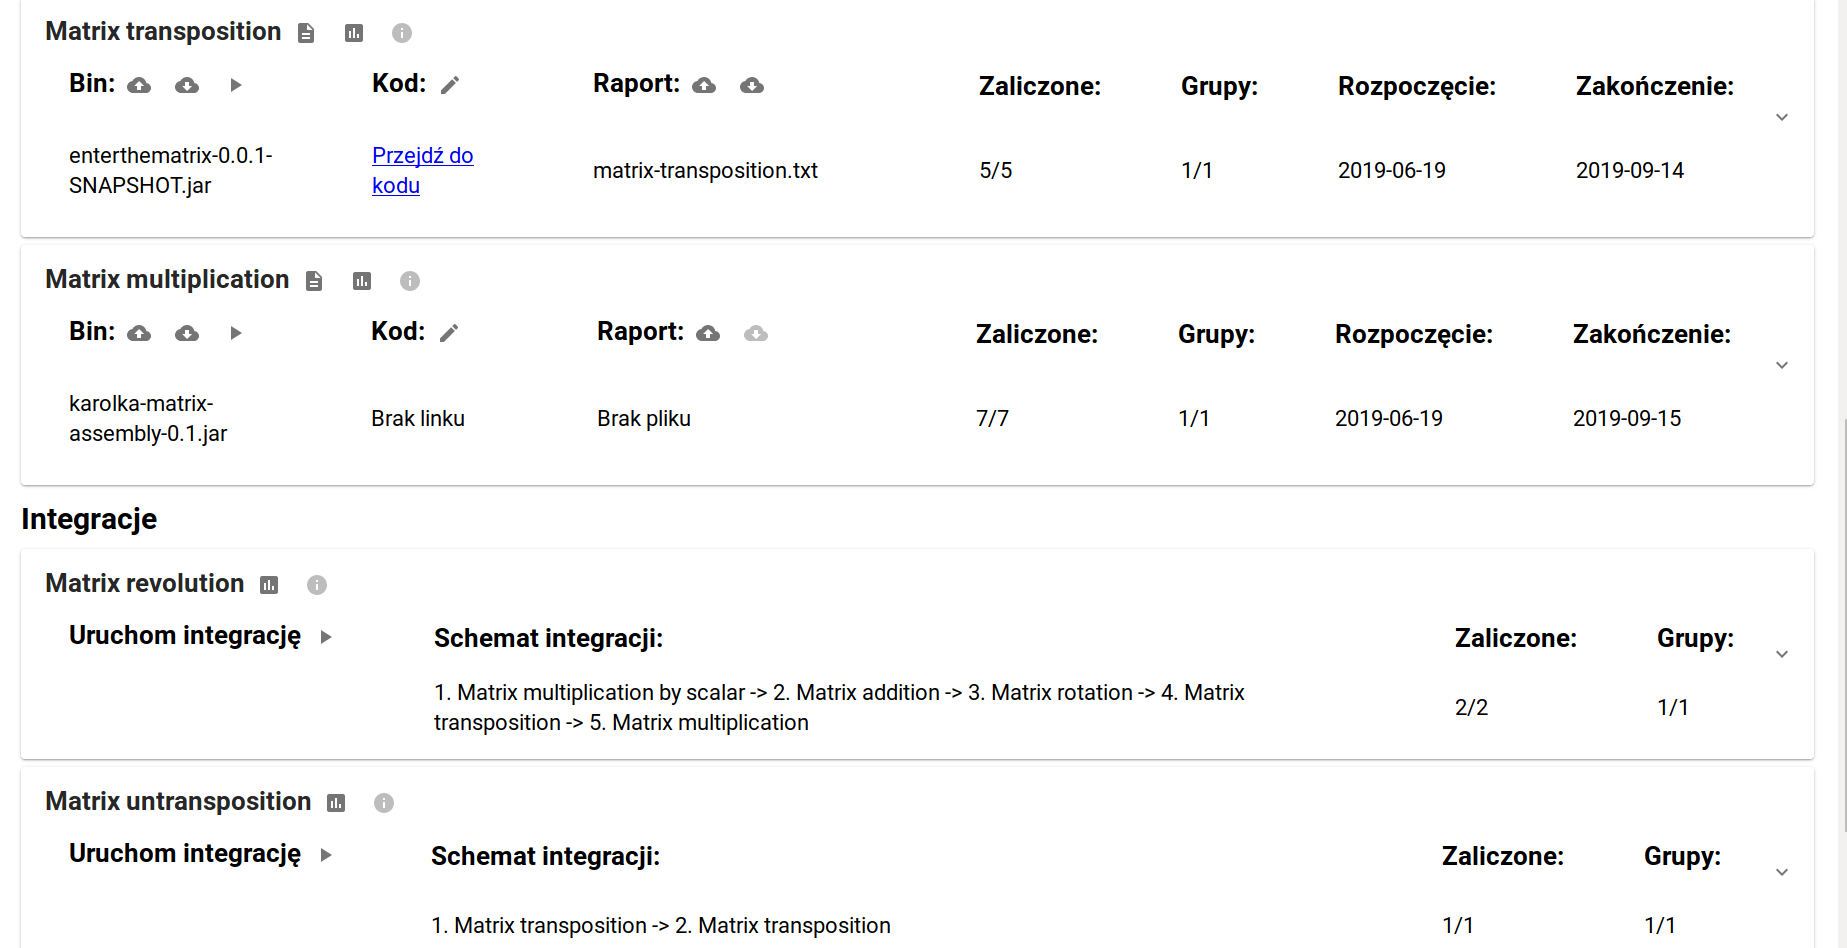 Matrix transposition
Bin: Kod: Raport: Zaliczone: Grupy: Rozpoczęcie: Zakończenie:
enterthematrix-0.0.1-
SNAPSHOT.jar
Przejdź do
kodu
matrix-transposition.txt 5/5 1/1 2019-06-19 2019-09-14
Matrix multiplication
Bin: Kod: Raport: Zaliczone: Grupy: Rozpoczęcie: Zakończenie:
karolka-matrix-
assembly-0.1.jar
Brak linku Brak pliku 7/7 1/1 2019-06-19 2019-09-15
Integracje
Matrix revolution
Uruchom integrację Schemat integracji: Zaliczone: Grupy:
1. Matrix multiplication by scalar -> 2. Matrix addition -> 3. Matrix rotation -> 4. Matrix
transposition -> 5. Matrix multiplication
2/2 1/1
Matrix untransposition
Uruchom integrację Schemat integracji: Zaliczone: Grupy:
1. Matrix transposition -> 2. Matrix transposition 1/1 1/1